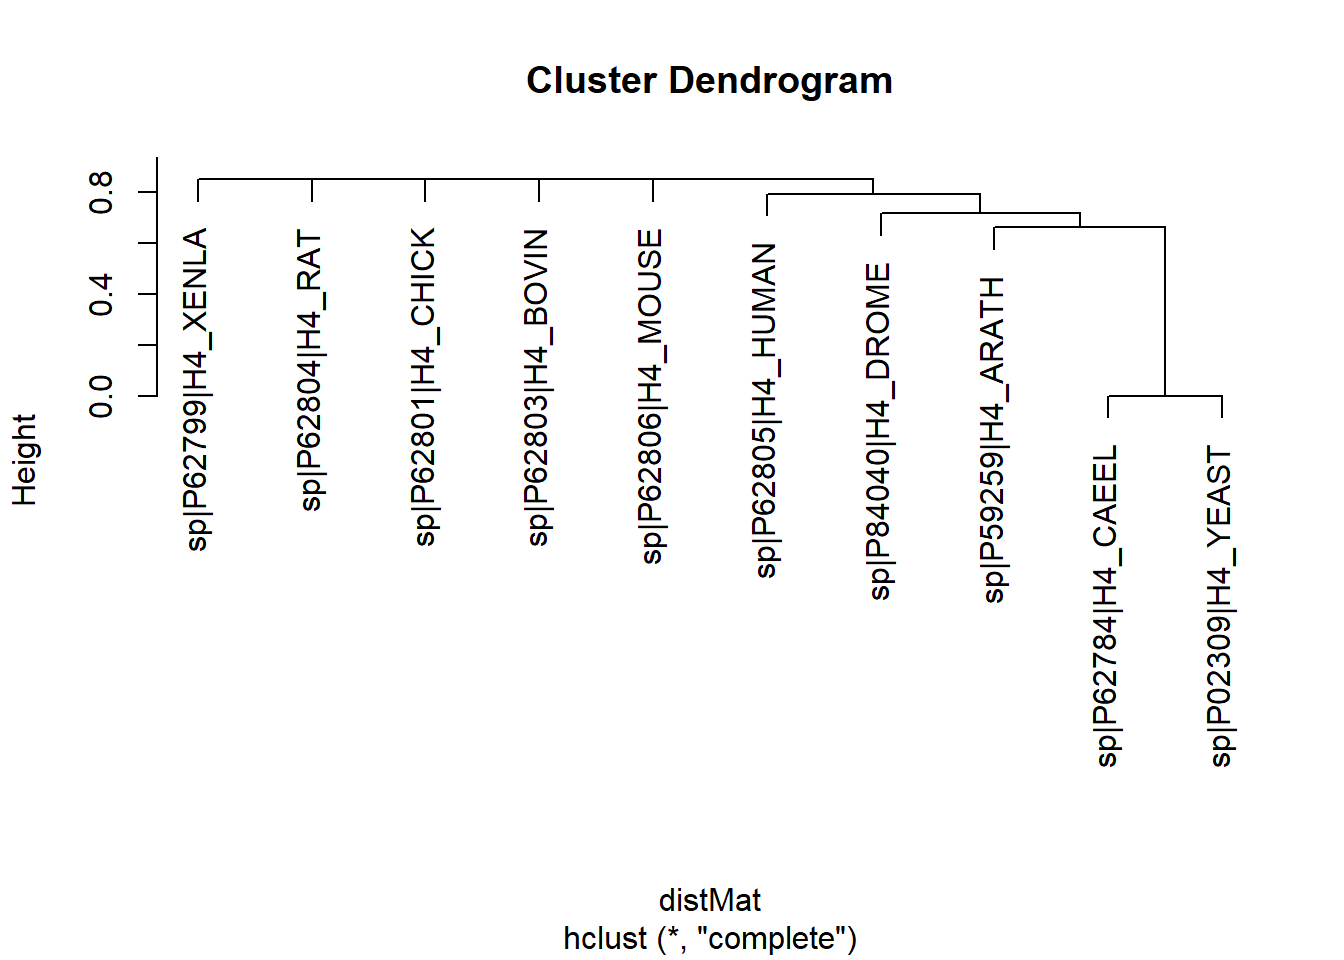 Cluster Dendrogram
Height
0.0
0.4
0.8
sp|P62799|H4_XENLA
sp|P62804|H4_RAT
sp|P62801|H4_CHICK
sp|P62803|H4_BOVIN
sp|P62806|H4_MOUSE
sp|P62805|H4_HUMAN
sp|P84040|H4_DROME
sp|P59259|H4_ARATH
sp|P62784|H4_CAEEL
sp|P02309|H4_YEAST
distMat
hclust (*, "complete")